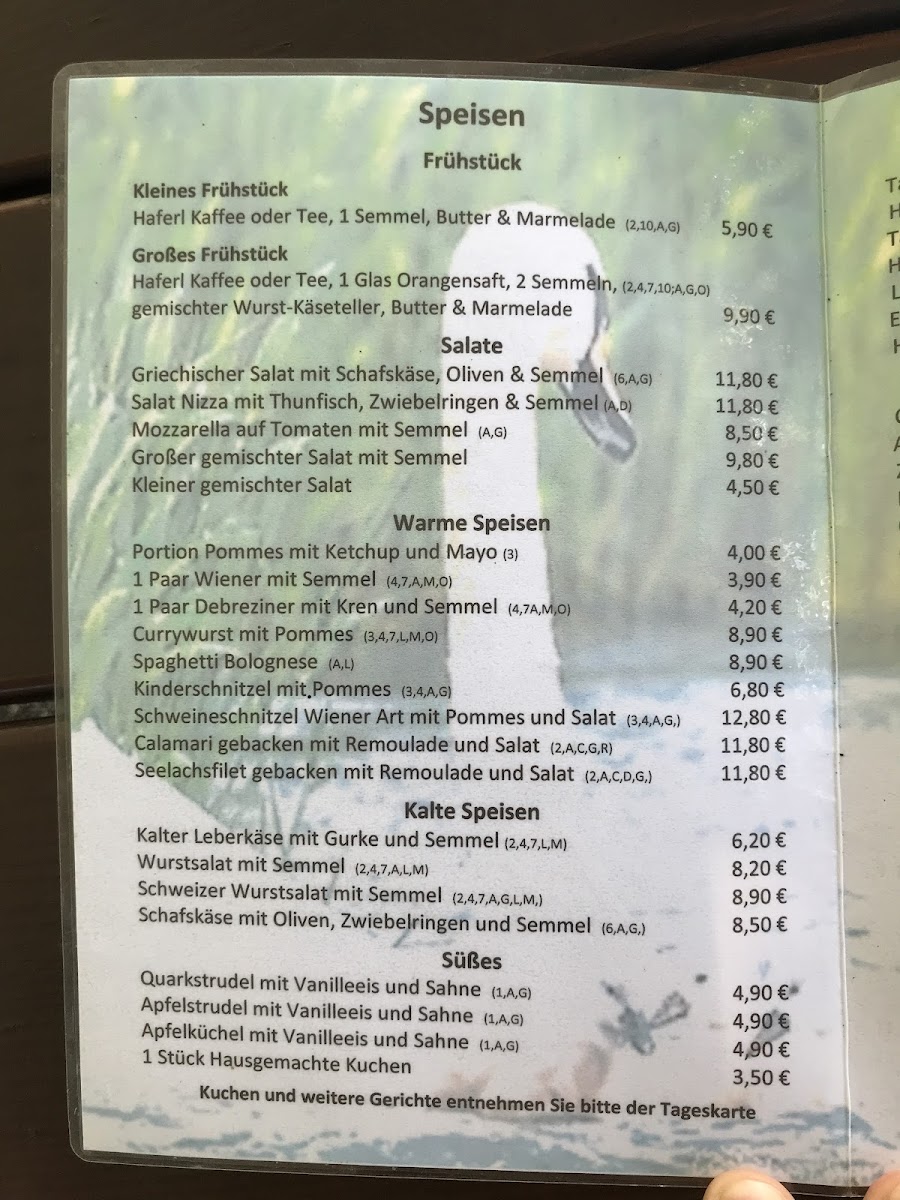 Speisen
Frühstück
Kleines Frühstück
Haferl Kaffee oder Tee, 1 Semmel, Butter & Marmelade (2,10,A,G) 5,90 €
Großes Frühstück
Haferl Kaffee oder Tee, 1 Glas Orangensaft, 2 Semmeln, (2,4,7,10;A,G,O)
gemischter Wurst-Käseteller, Butter & Marmelade 9,90 €
Salate
Griechischer Salat mit Schafskäse, Oliven & Semmel (6,A,G) 11,80 €
Salat Nizza mit Thunfisch, Zwiebelringen & Semmel (A,D) 11,80 €
Mozzarella auf Tomaten mit Semmel (A,G) 8,50 €
Großer gemischter Salat mit Semmel 9,80 €
Kleiner gemischter Salat 4,50 €
Warme Speisen
Portion Pommes mit Ketchup und Mayo (3) 4,00 €
1 Paar Wiener mit Semmel (4,7,A,M,O) 3,90 €
1 Paar Debreziner mit Kren und Semmel (4,7A,M,O) 4,20 €
Currywurst mit Pommes (3,4,7,L,M,O) 8,90 €
Spaghetti Bolognese (A,L) 8,90 €
Kinderschnitzel mit Pommes (3,4,A,G) 6,80 €
Schweineschnitzel Wiener Art mit Pommes und Salat (3,4,A,G,) 12,80 €
Calamari gebacken mit Remoulade und Salat (2,A,C,G,R) 11,80 €
Seelachsfilet gebacken mit Remoulade und Salat (2,A,C,D,G,) 11,80 €
Kalte Speisen
Kalter Leberkäse mit Gurke und Semmel (2,4,7,L,M) 6,20 €
Wurstsalat mit Semmel (2,4,7,A,L,M) 8,20 €
Schweizer Wurstsalat mit Semmel (2,4,7,A,G,L,M,) 8,90 €
Schafskäse mit Oliven, Zwiebelringen und Semmel (6,A,G,) 8,50 €
Süßes
Quarkstrudel mit Vanilleeis und Sahne (1,A,G) 4,90 €
Apfelstrudel mit Vanilleeis und Sahne (1,A,G) 4,90 €
Apfelküchel mit Vanilleeis und Sahne (1,A,G) 4,90 €
1 Stück Hausgemachte Kuchen 3,50 €
Kuchen und weitere Gerichte entnehmen Sie bitte der Tageskarte